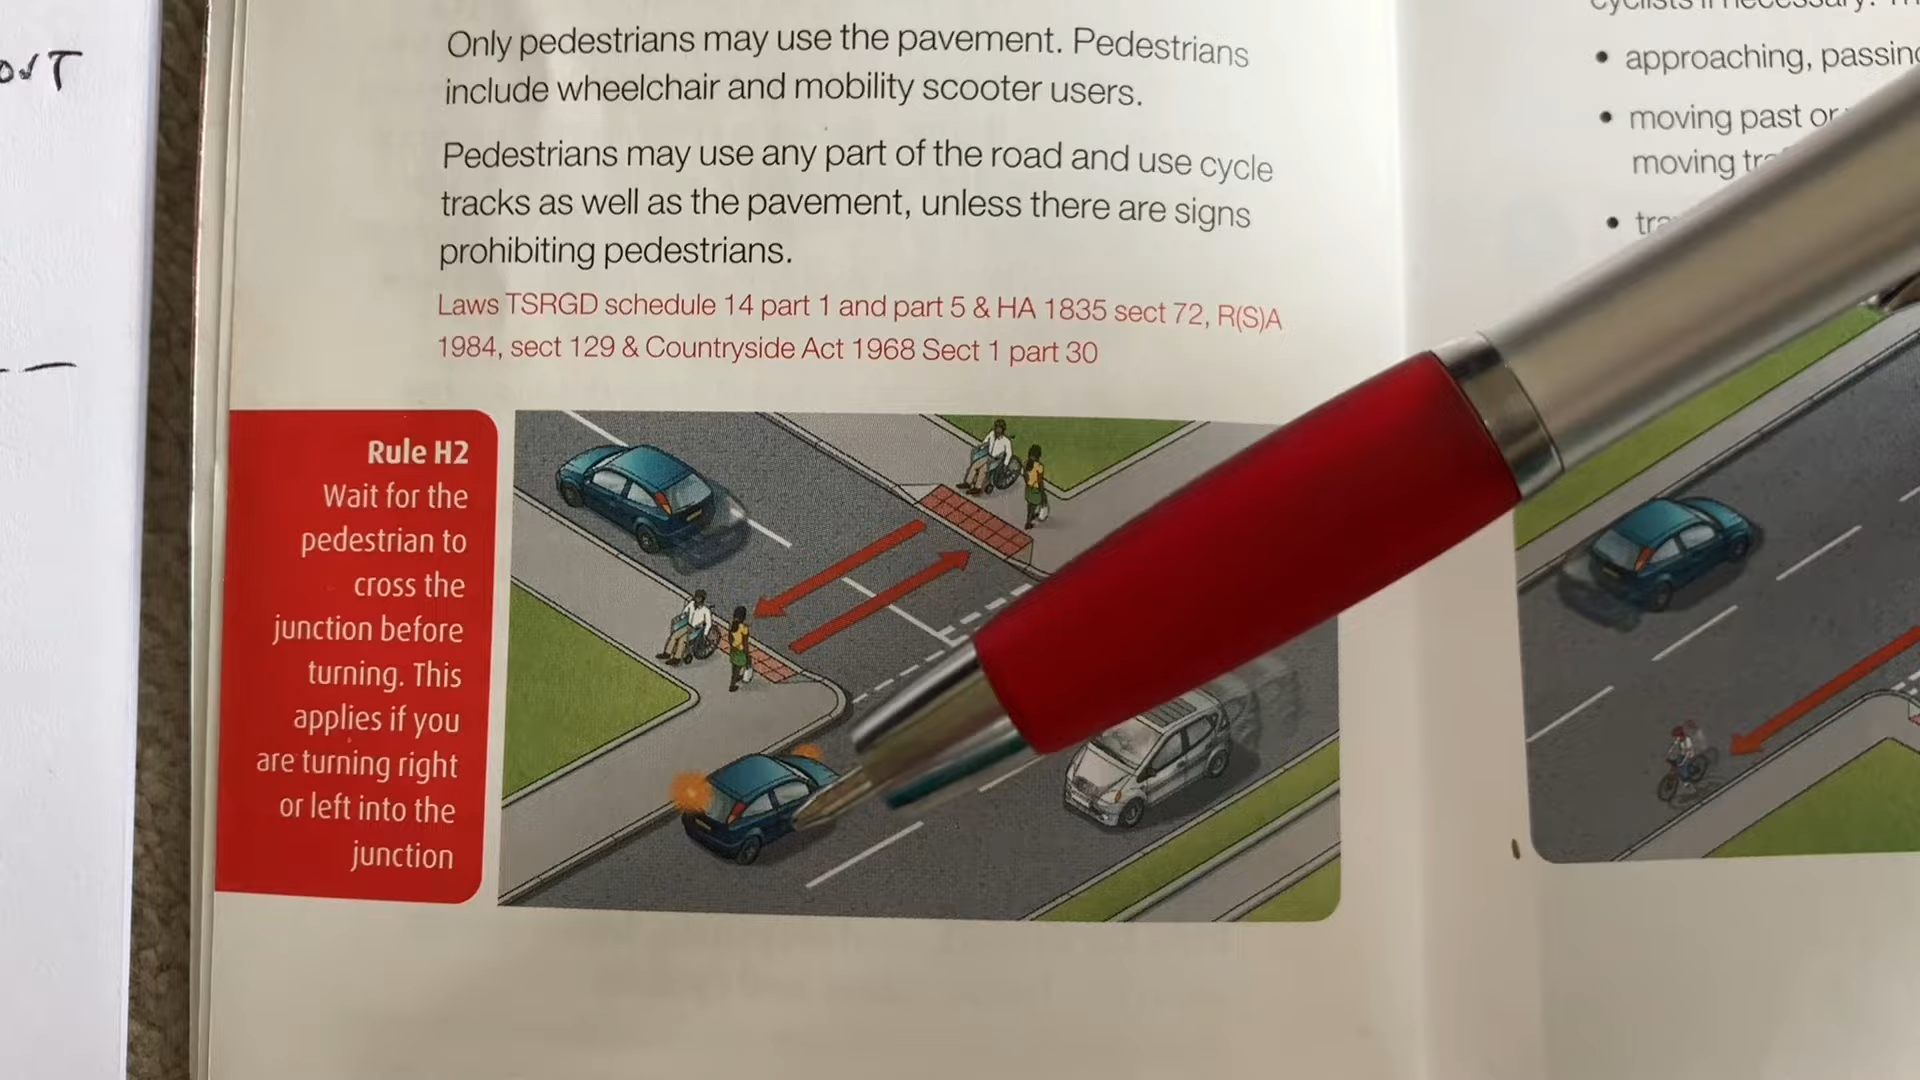 Only pedestrians may use the pavement. Pedestrians
include wheelchair and mobility scooter users.
Pedestrians may use any part of the road and use cycle
tracks as well as the pavement, unless there are signs
prohibiting pedestrians.
Laws TSRGD schedule 14 part 1 and part 5 & HA 1835 sect 72, R(S)A
1984, sect 129 & Countryside Act 1968 Sect 1 part 30
Rule H2
Wait for the
pedestrian to
cross the
junction before
turning. This
applies if you
are turning right
or left into the
junction
cyclists if necessary.
• approaching, passing
• moving past or
moving